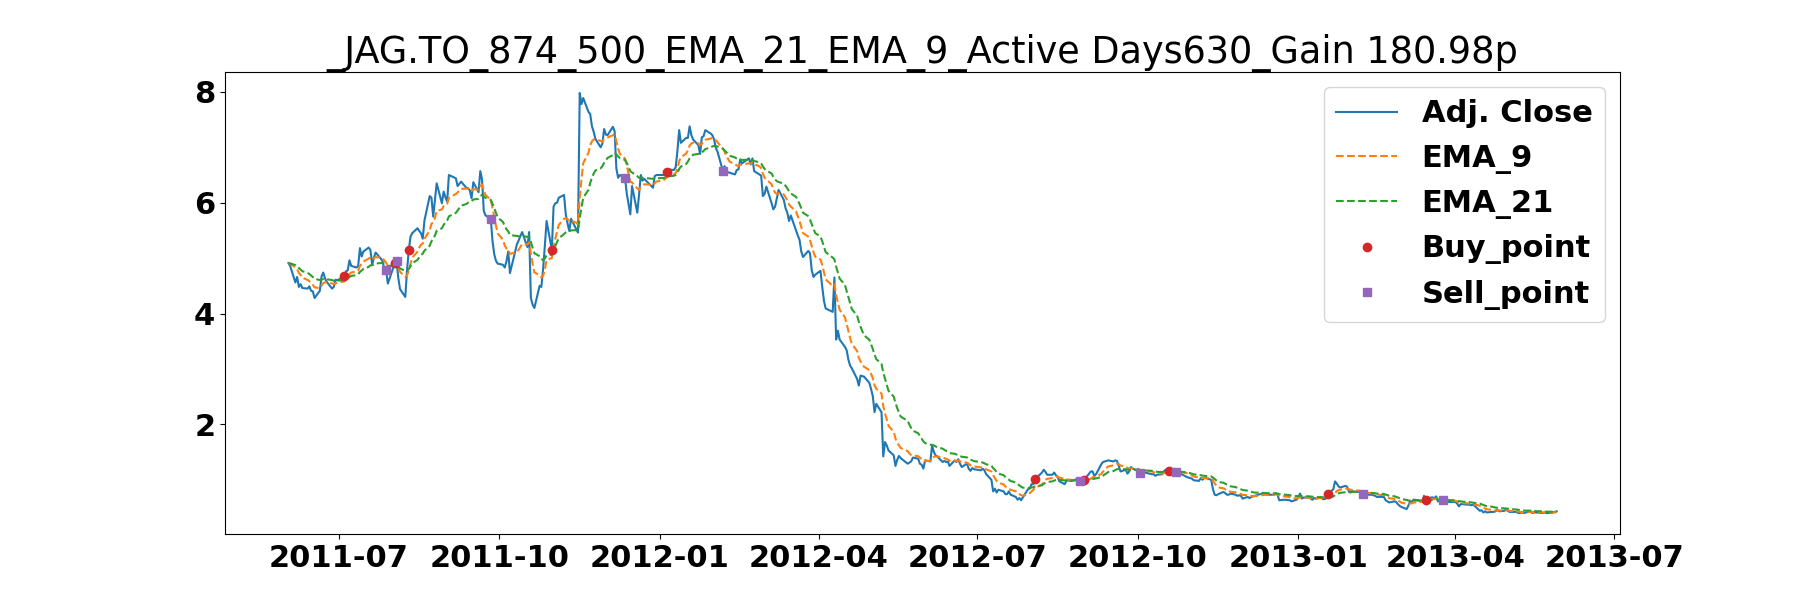 _JAG.TO_874_500_EMA_21_EMA_9_Active Days630_Gain 180.98p
8
6
4
2
Adj. Close
EMA_9
EMA_21
Buy_point
Sell_point
2011-07 2011-10 2012-01 2012-04 2012-07 2012-10 2013-01 2013-04 2013-07